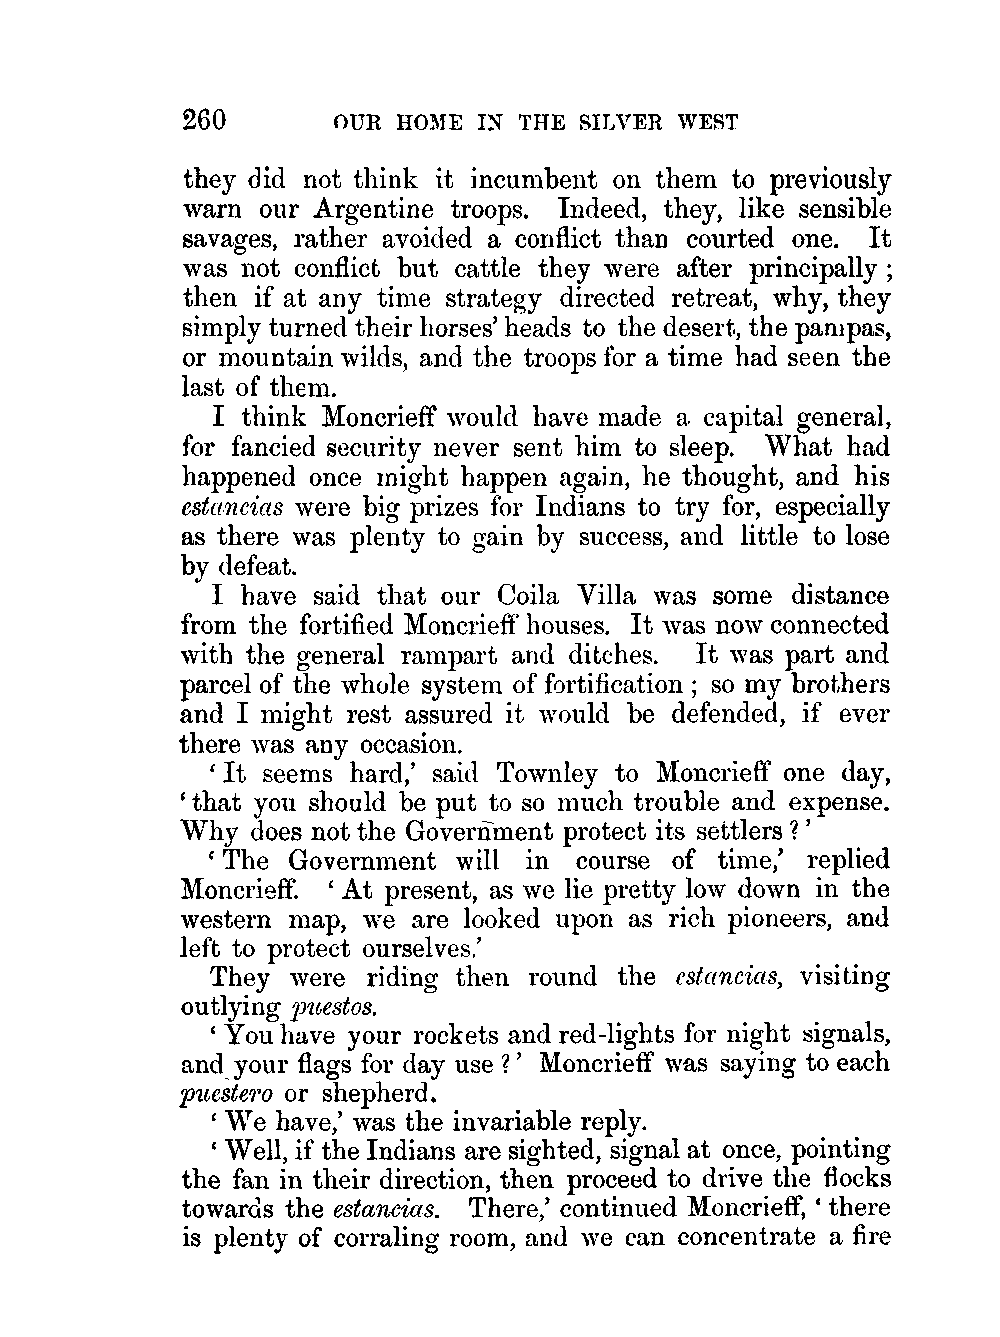 260 OUR HOME IN THE SILVER WEST
they did not think it incumbent on them to previously
warn our Argentine troops. Indeed, they, like sensible
savages, rather avoided a conflict than courted one. It
was not conflict but cattle they were after principally ;
then if at any time strategy directed retreat, why, they
simply turned their horses' heads to the desert, the pampas,
or mountain wilds, and the troops for a time had seen the
last of them.
I think Moncrieff would have made a capital general,
for fancied security never sent him to sleep. What had
happened once might happen again, he thought, and his
estancias were big prizes for Indians to try for, especially
as there was plenty to gain by success, and little to lose
by defeat.
I have said that our Coila Villa was some distance
from the fortified Moncrieff houses. It was now connected
with the general rampart and ditches. It was part and
parcel of the whole system of fortification ; so my brothers
and I might rest assured it would be defended, if ever
there was any occasion.
‘ It seems hard,’ said Townley to Moncrieff one day,
‘ that you should be put to so much trouble and expense.
Why does not the Government protect its settlers ? ’
‘ The Government will in course of time,’ replied
Moncrieff. ‘ At present, as we lie pretty low down in the
western map, we are looked upon as rich pioneers, and
left to protect ourselves.’
They were riding then round the estancias, visiting
outlying puestos.
‘ You have your rockets and red-lights for night signals,
and your flags for day use ? ’ Moncrieff was saying to each
puestero or shepherd.
‘ We have,’ was the invariable reply.
‘ Well, if the Indians are sighted, signal at once, pointing
the fan in their direction, then proceed to drive the flocks
towards the estancias. There,’ continued Moncrieff, ‘ there
is plenty of corraling room, and we can concentrate a fire